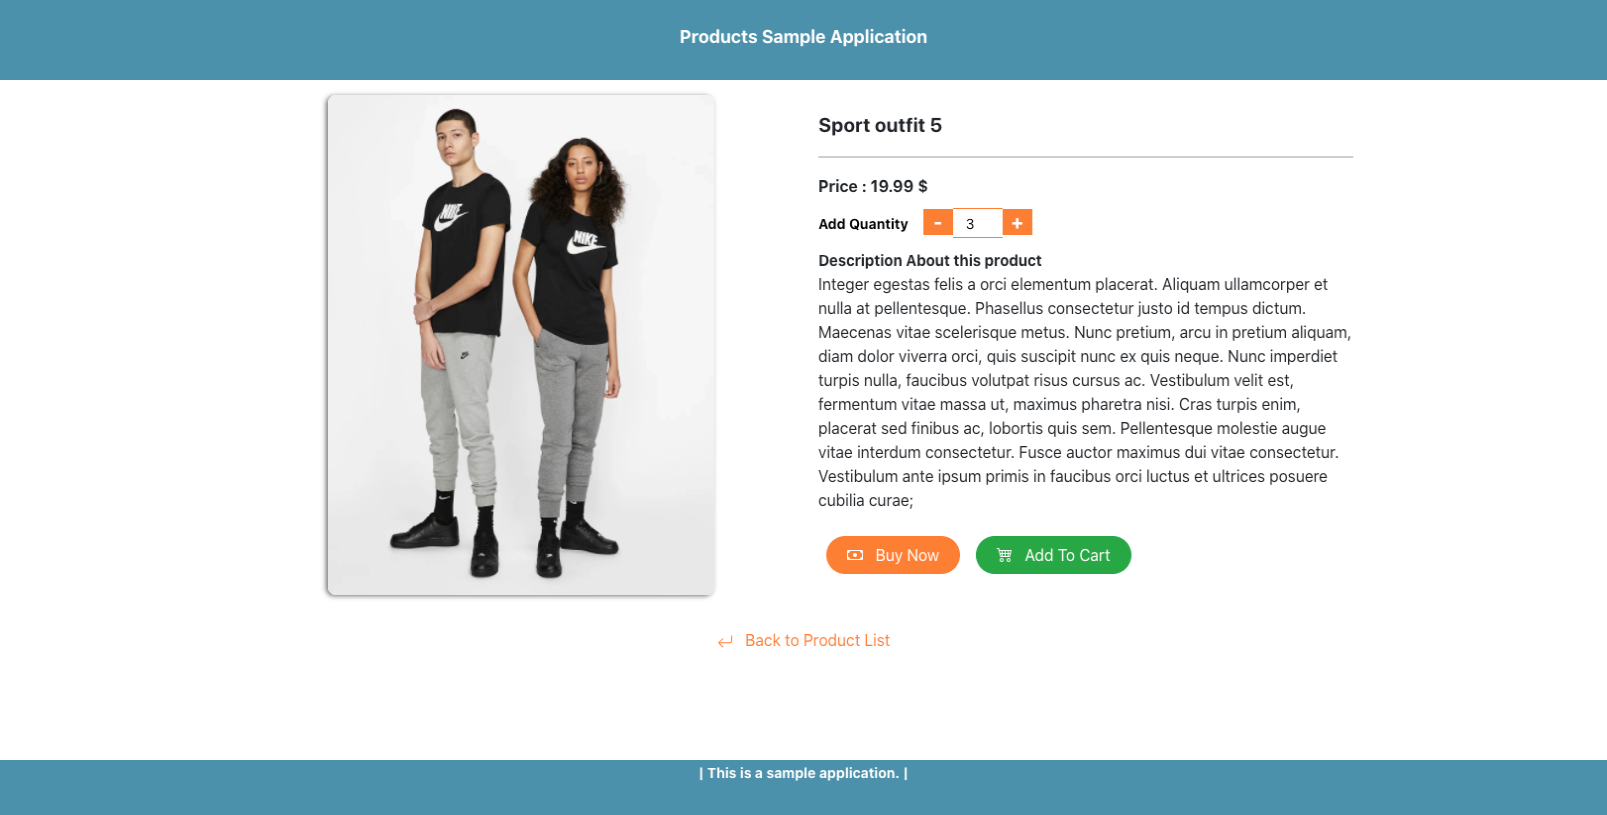 Products Sample Application
NIKE
NIKE
Sport outfit 5
Price : 19.99 $
Add Quantity - 3 +
Description About this product
Integer egestas felis a orci elementum placerat. Aliquam ullamcorper et
nulla at pellentesque. Phasellus consectetur justo id tempus dictum.
Maecenas vitae scelerisque metus. Nunc pretium, arcu in pretium aliquam,
diam dolor viverra orci, quis suscipit nunc ex quis neque. Nunc imperdiet
turpis nulla, faucibus volutpat risus cursus ac. Vestibulum velit est,
fermentum vitae massa ut, maximus pharetra nisi. Cras turpis enim,
placerat sed finibus ac, lobortis quis sem. Pellentesque molestie augue
vitae interdum consectetur. Fusce auctor maximus dui vitae consectetur.
Vestibulum ante ipsum primis in faucibus orci luctus et ultrices posuere
cubilia curae;
Buy Now Add To Cart
Back to Product List
| This is a sample application. |